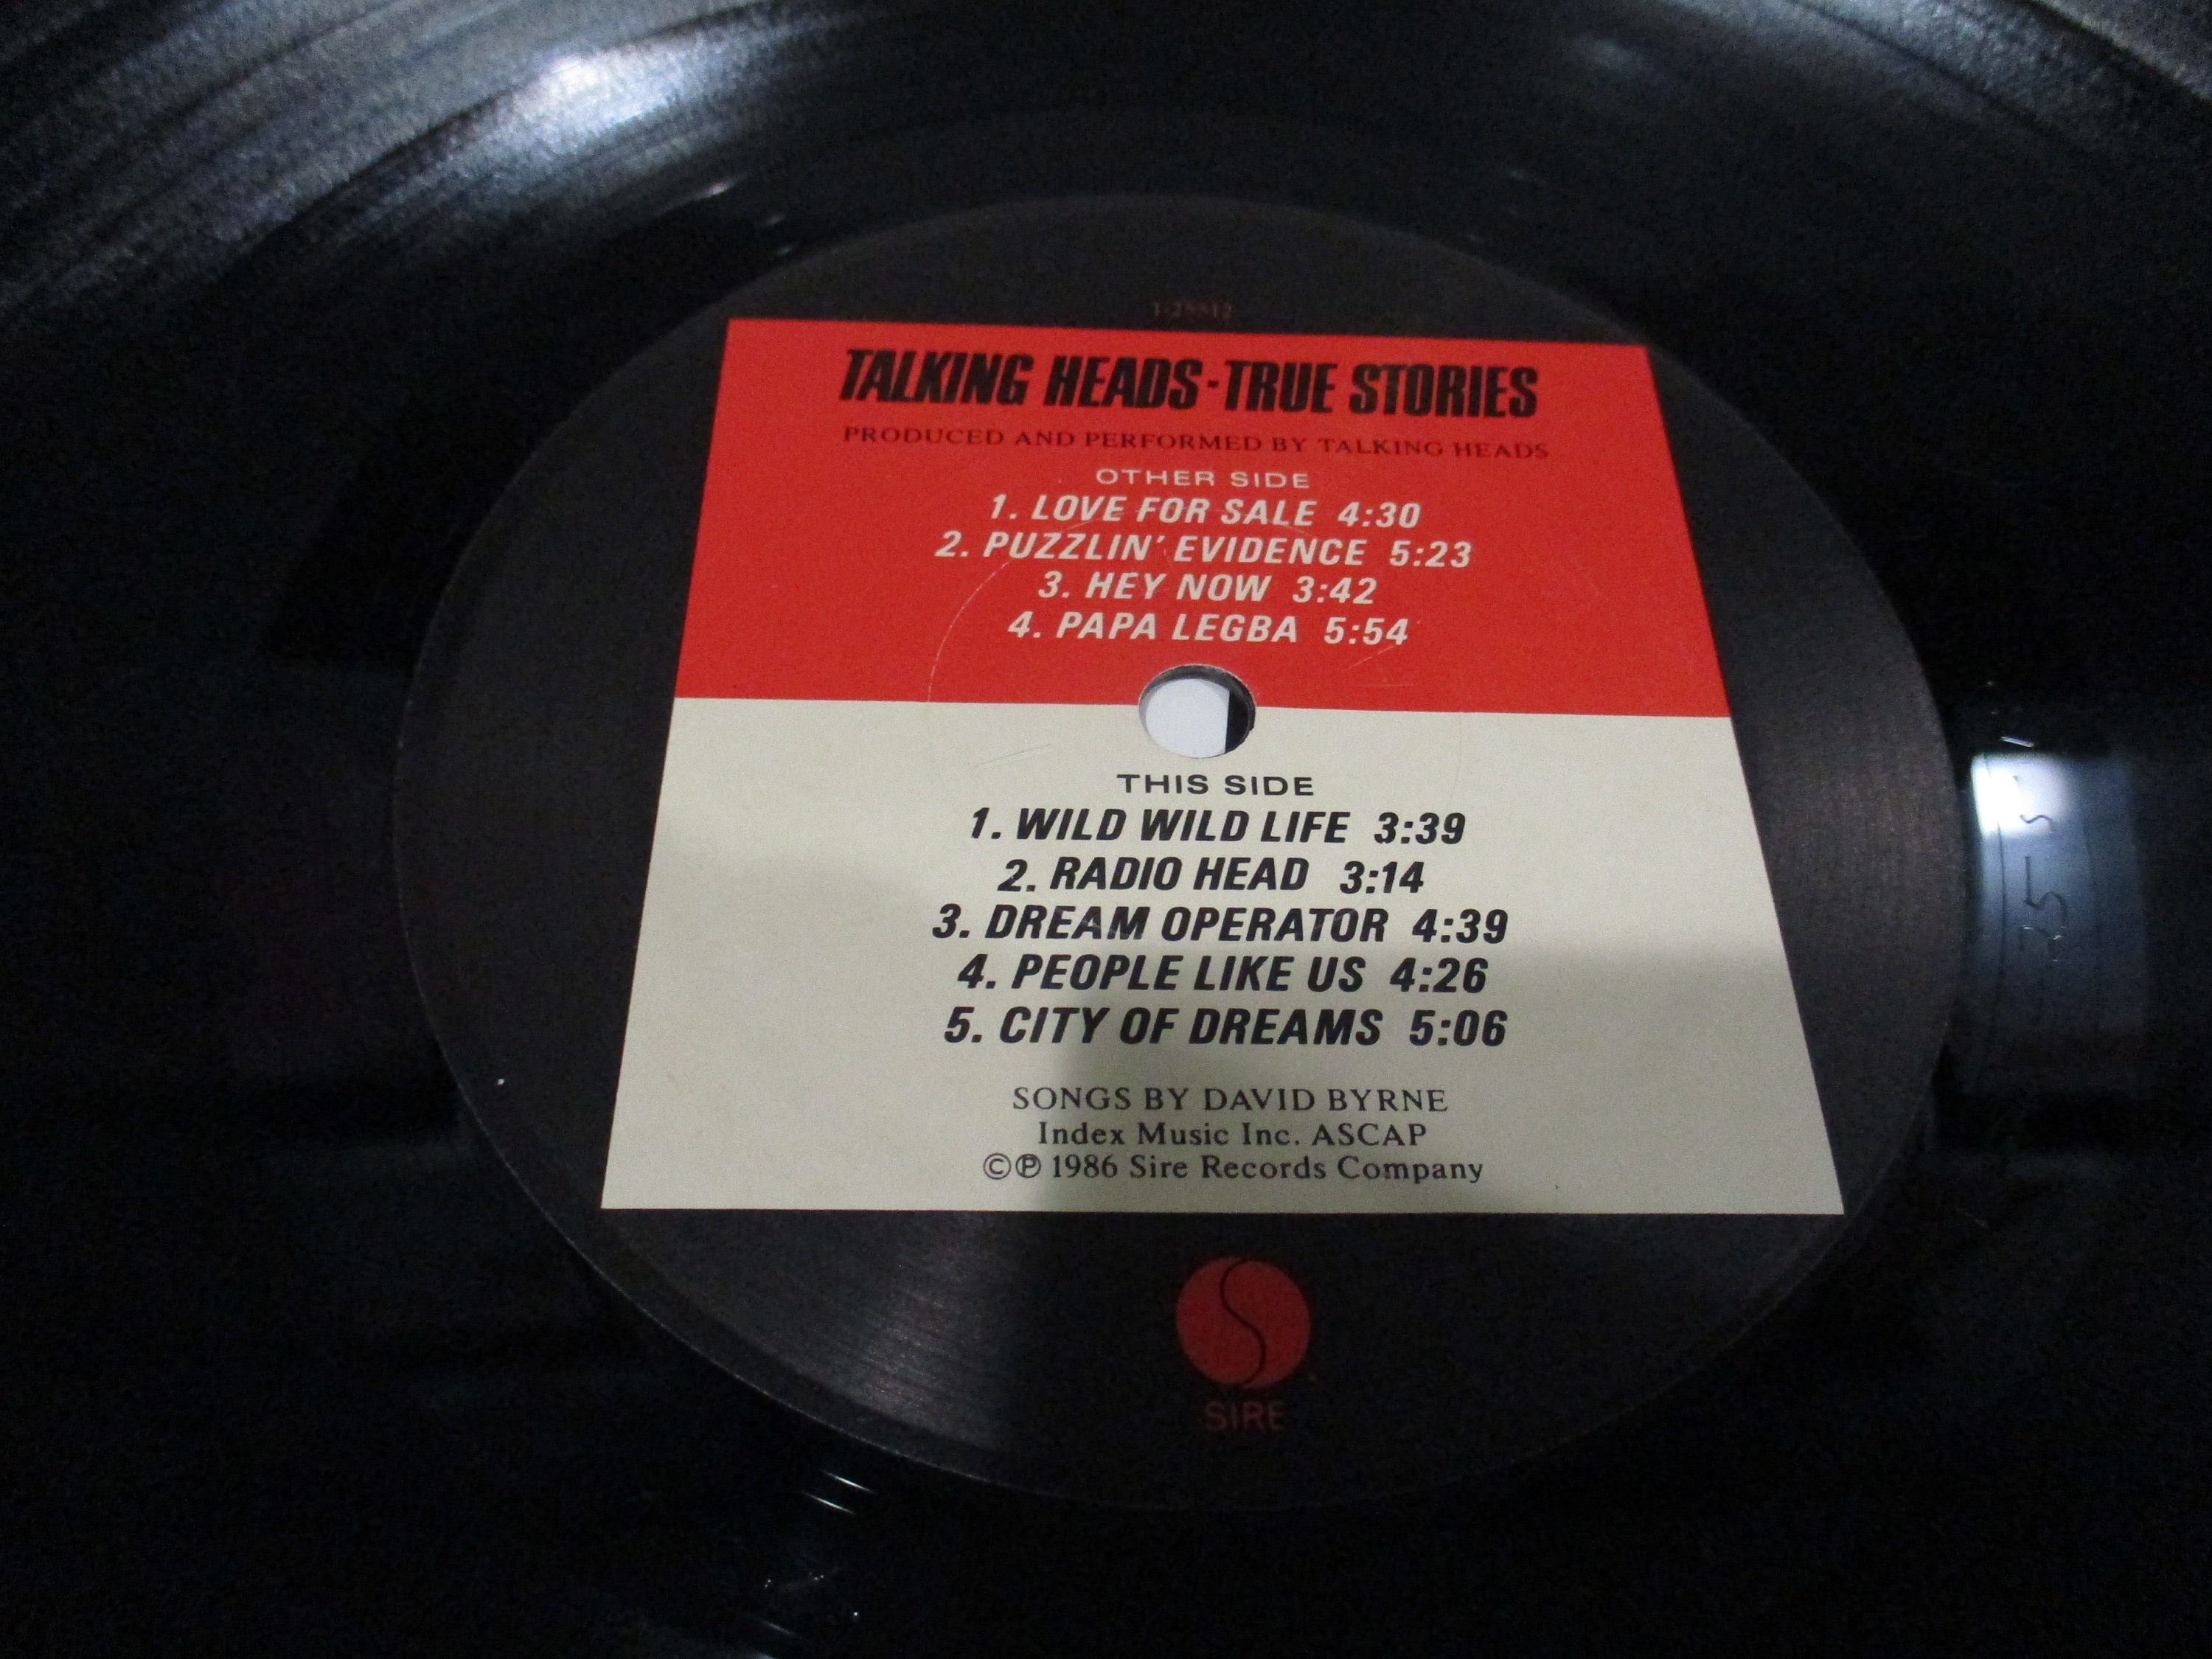 TALKING HEADS-TRUE STORIES
PRODUCED AND PERFORMED BY TALKING HEADS
OTHER SIDE
1. LOVE FOR SALE 4:30
2. PUZZLIN' EVIDENCE 5:23
3. HEY NOW 3:42
4. PAPA LEGBA 5:54
THIS SIDE
1. WILD WILD LIFE 3:39
2. RADIO HEAD 3:14
3. DREAM OPERATOR 4:39
4. PEOPLE LIKE US 4:26
5. CITY OF DREAMS 5:06
SONGS BY DAVID BYRNE
Index Music Inc. ASCAP
©℗ 1986 Sire Records Company
SIRE